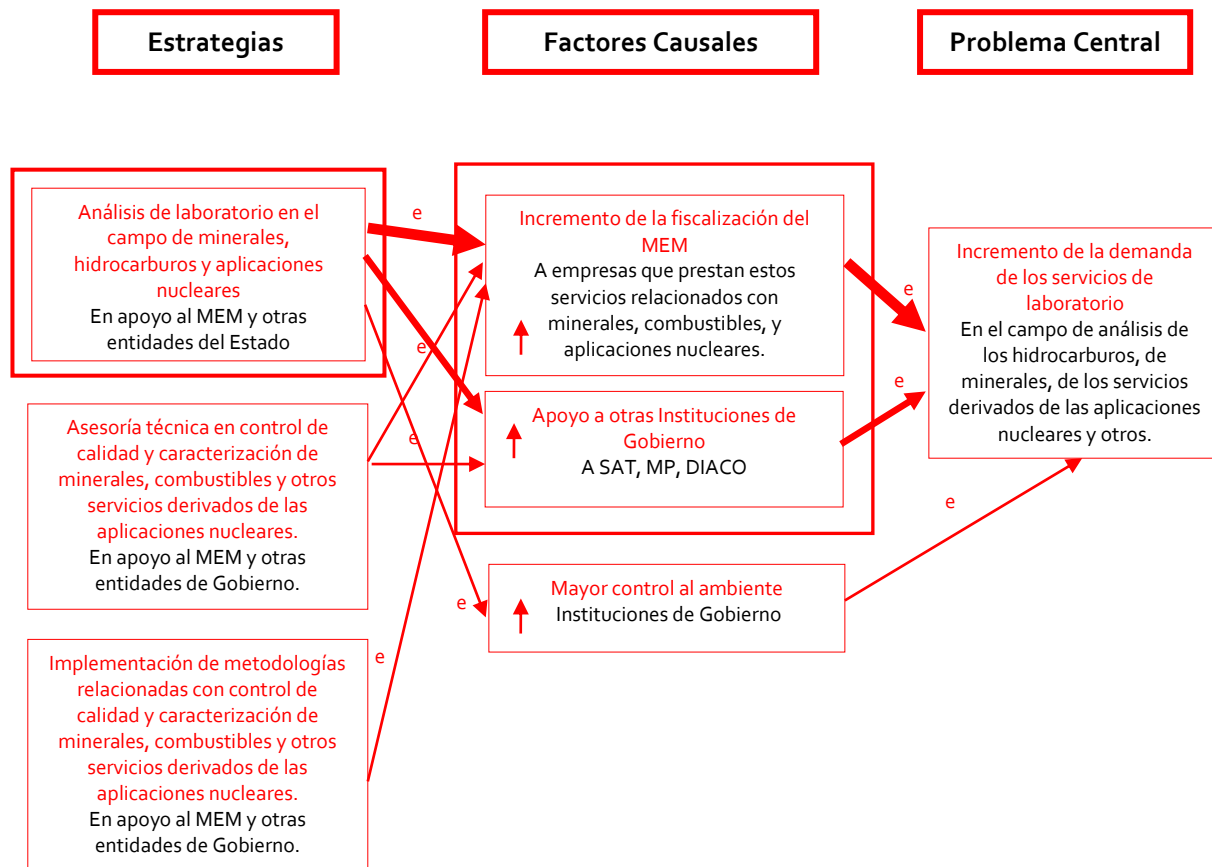 Estrategias
Factores Causales
Problema Central
Análisis de laboratorio en el
campo de minerales,
hidrocarburos y aplicaciones
nucleares
En apoyo al MEM y otras
entidades del Estado
Asesoría técnica en control de
calidad y caracterización de
minerales, combustibles y otros
servicios derivados de las
aplicaciones nucleares.
En apoyo al MEM y otras
entidades de Gobierno.
Implementación de metodologías
relacionadas con control de
calidad y caracterización de
minerales, combustibles y otros
servicios derivados de las
aplicaciones nucleares.
En apoyo al MEM y otras
entidades de Gobierno.
e
e
e
e
e
Incremento de la fiscalización del
MEM
A empresas que prestan estos
servicios relacionados con
minerales, combustibles, y
aplicaciones nucleares.
Apoyo a otras Instituciones de
Gobierno
A SAT, MP, DIACO
Mayor control al ambiente
Instituciones de Gobierno
e
e
e
Incremento de la demanda
de los servicios de
laboratorio
En el campo de análisis de
los hidrocarburos, de
minerales, de los servicios
derivados de las aplicaciones
nucleares y otros.